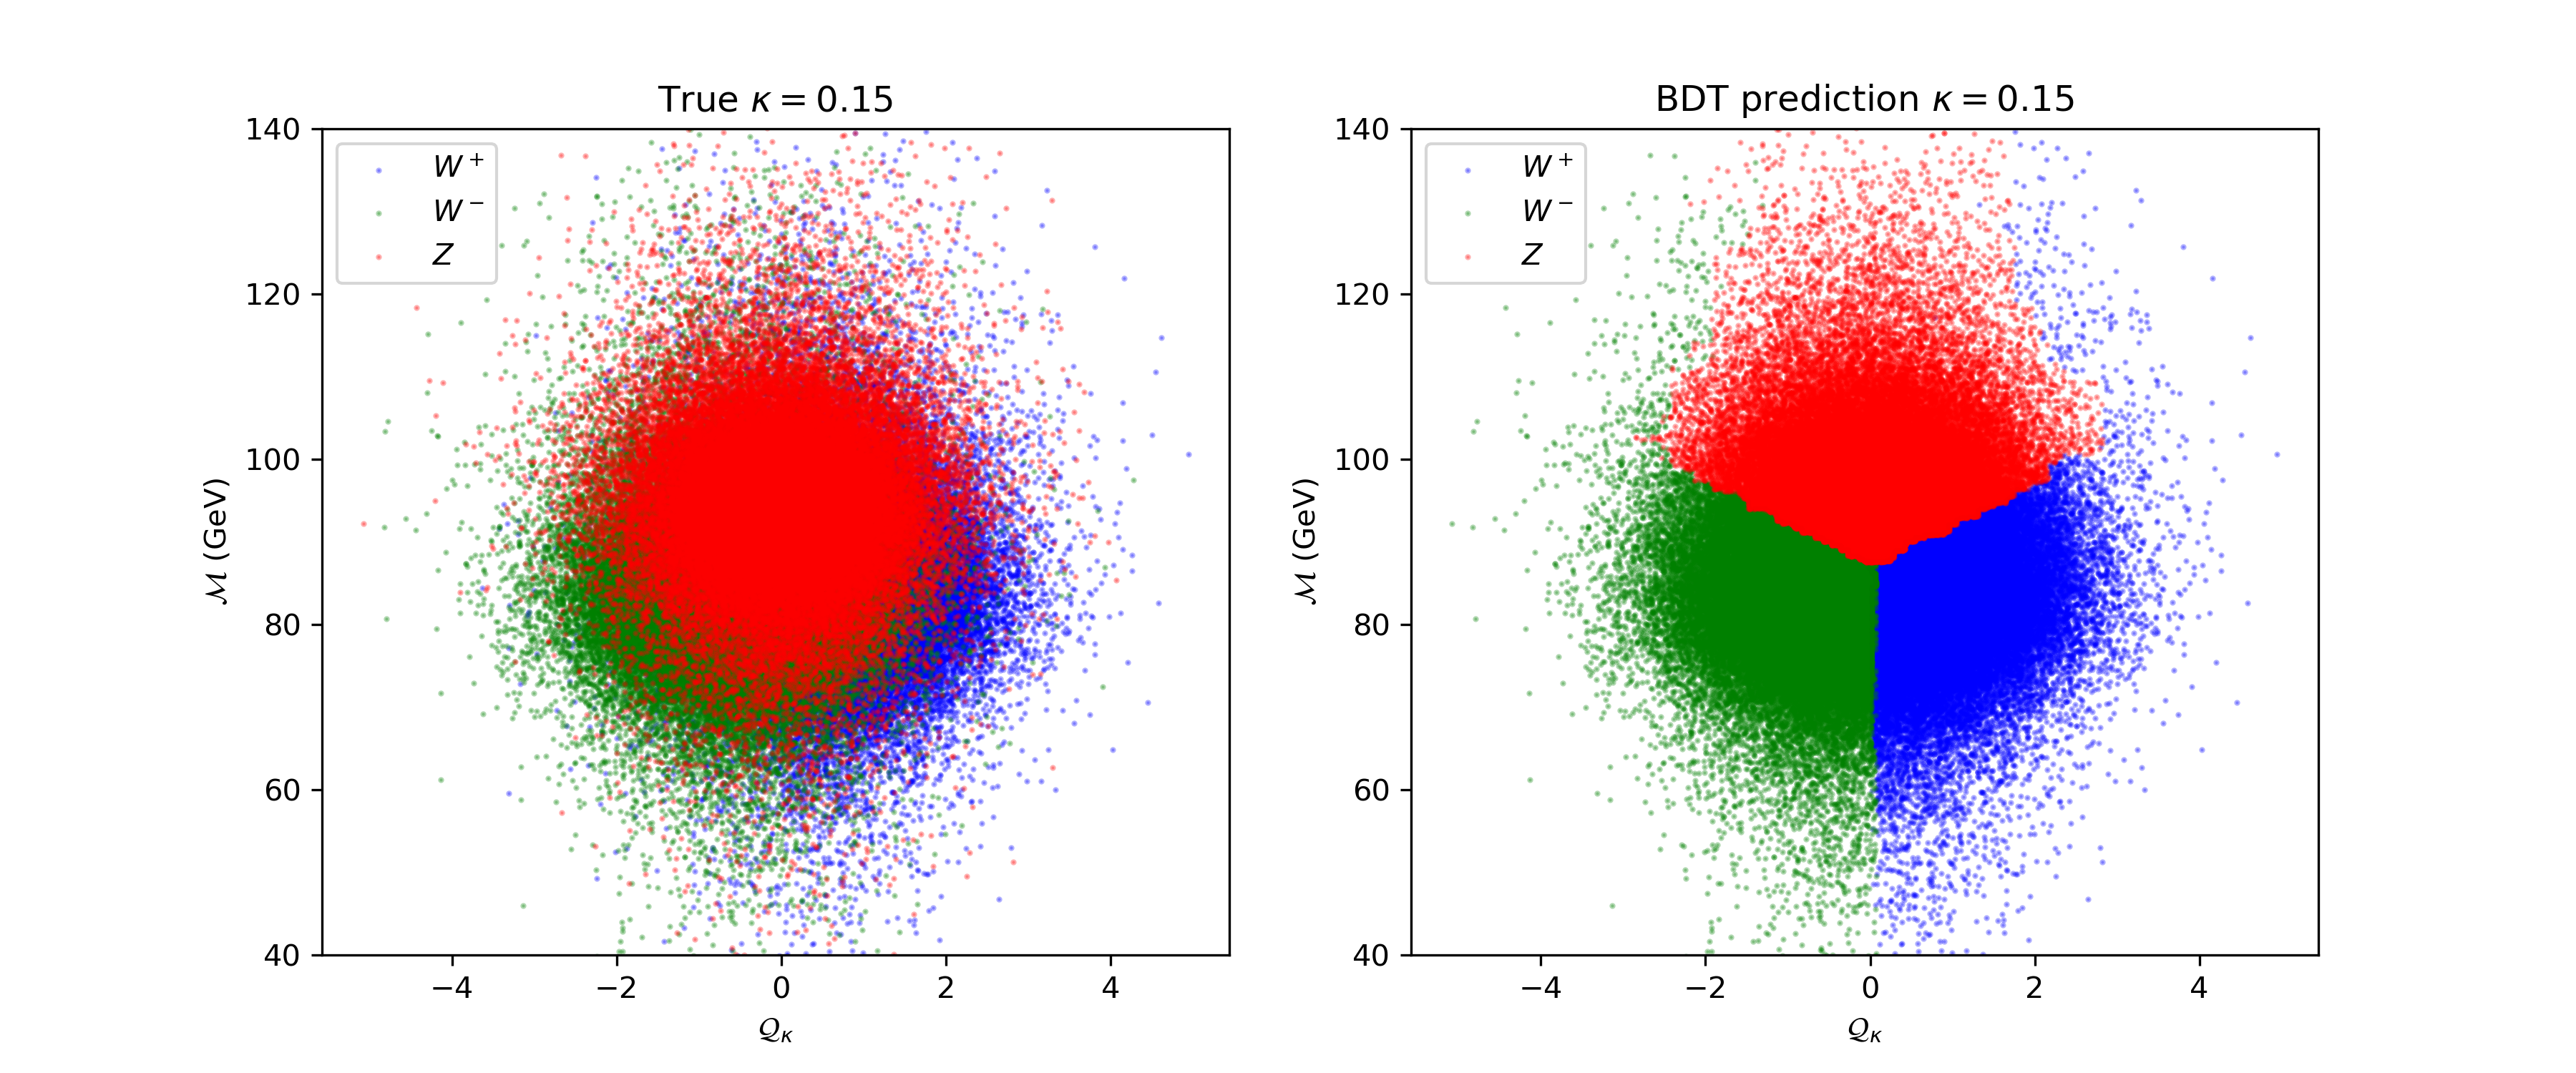 True κ = 0.15
140
120
100
80
60
40
−4
−2
0
2
4
ℳ (GeV)
𝒬κ
W⁺
W⁻
Z
BDT prediction κ = 0.15
140
120
100
80
60
40
−4
−2
0
2
4
ℳ (GeV)
𝒬κ
W⁺
W⁻
Z